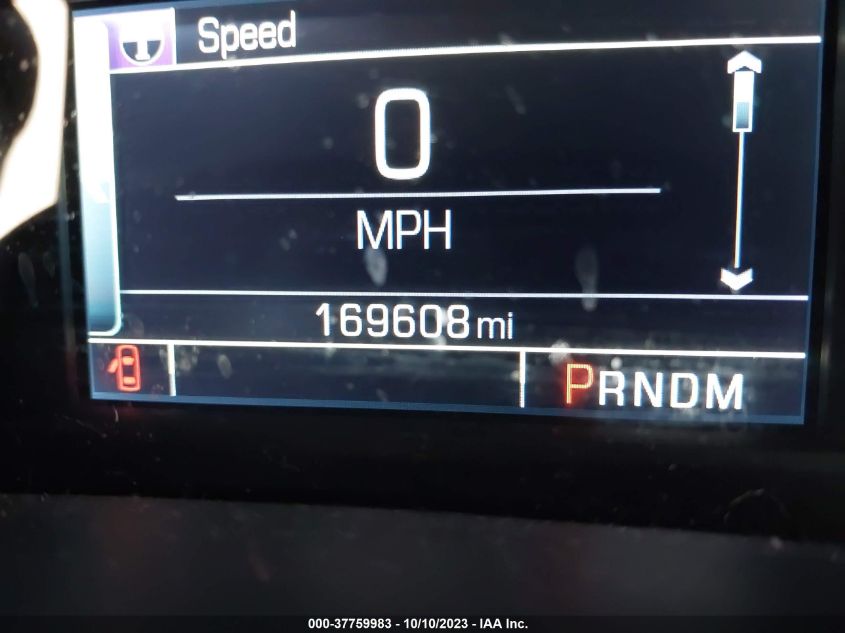 Speed
0
MPH
169608 mi
PRNDM
000-37759983 - 10/10/2023 - IAA Inc.